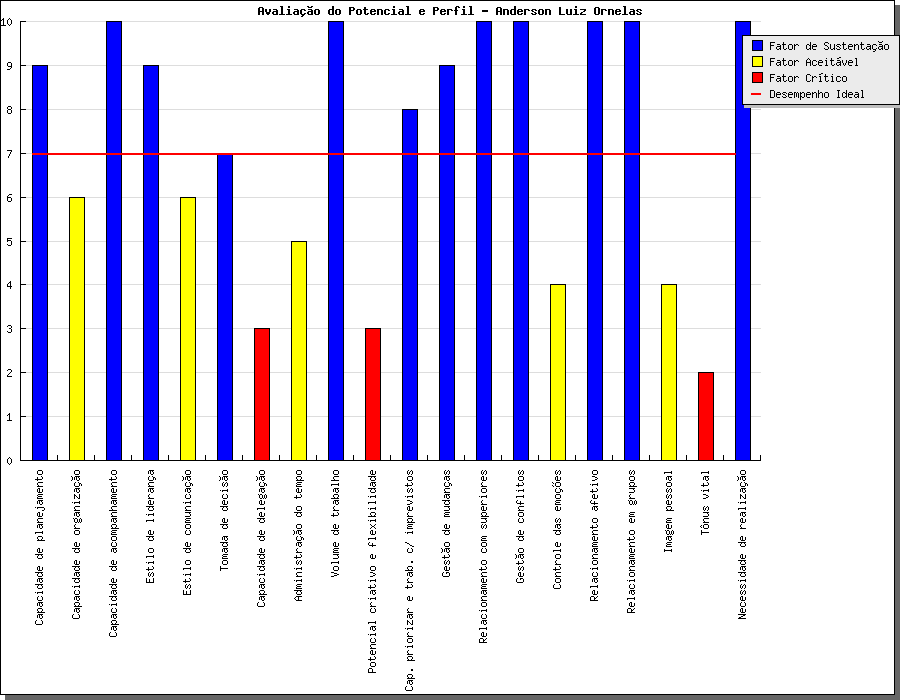 Avaliação do Potencial e Perfil - Anderson Luiz Ornelas
10
9
8
7
6
5
4
3
2
1
0
Fator de Sustentação
Fator Aceitável
Fator Crítico
Desempenho Ideal
Capacidade de planejamento
Capacidade de organização
Capacidade de acompanhamento
Estilo de liderança
Estilo de comunicação
Tomada de decisão
Capacidade de delegação
Administração do tempo
Volume de trabalho
Potencial criativo e flexibilidade
Cap. priorizar e trab. c/ imprevistos
Gestão de mudanças
Relacionamento com superiores
Gestão de conflitos
Controle das emoções
Relacionamento afetivo
Relacionamento em grupos
Imagem pessoal
Tônus vital
Necessidade de realização